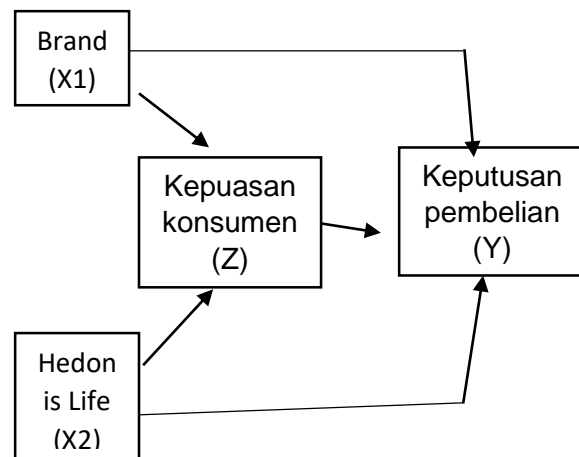 Brand
(X1)
Kepuasan
konsumen
(Z)
Keputusan
pembelian
(Y)
Hedon
is Life
(X2)